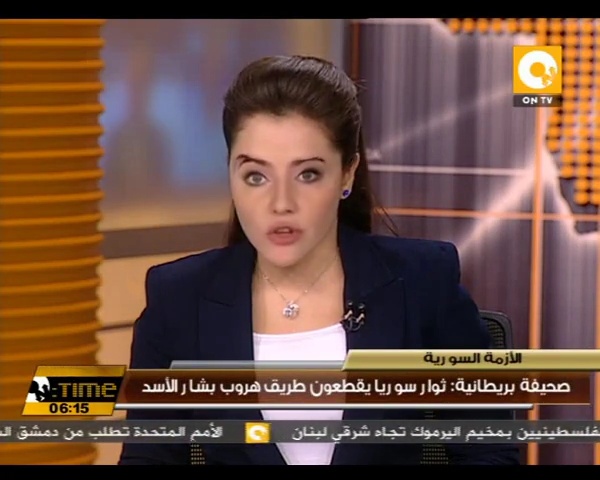 ON TV
الأزمة السورية
صحيفة بريطانية: ثوار سوريا يقطعون طريق هروب بشار الأسد
TIME
06:15
لفلسطينيين بمخيم اليرموك تجاه شرقي لبنان
الأمم المتحدة تطلب من دمشق